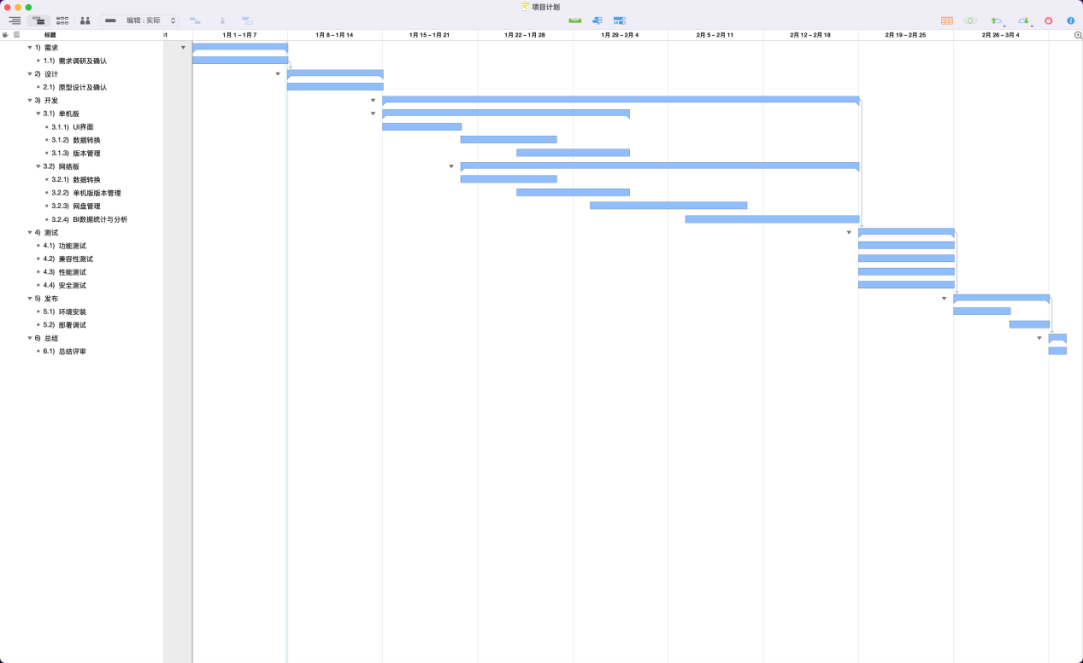 项目计划
编辑：实际
标题
1月 1 – 1月 7
1月 8 – 1月 14
1月 15 – 1月 21
1月 22 – 1月 28
1月 29 – 2月 4
2月 5 – 2月 11
2月 12 – 2月 18
2月 19 – 2月 25
2月 26 – 3月 4
1) 需求
1.1) 需求调研及确认
2) 设计
2.1) 原型设计及确认
3) 开发
3.1) 单机版
3.1.1) UI界面
3.1.2) 数据转换
3.1.3) 版本管理
3.2) 网络版
3.2.1) 数据转换
3.2.2) 单机版版本管理
3.2.3) 网盘管理
3.2.4) BI数据统计与分析
4) 测试
4.1) 功能测试
4.2) 兼容性测试
4.3) 性能测试
4.4) 安全测试
5) 发布
5.1) 环境安装
5.2) 部署调试
6) 总结
6.1) 总结评审